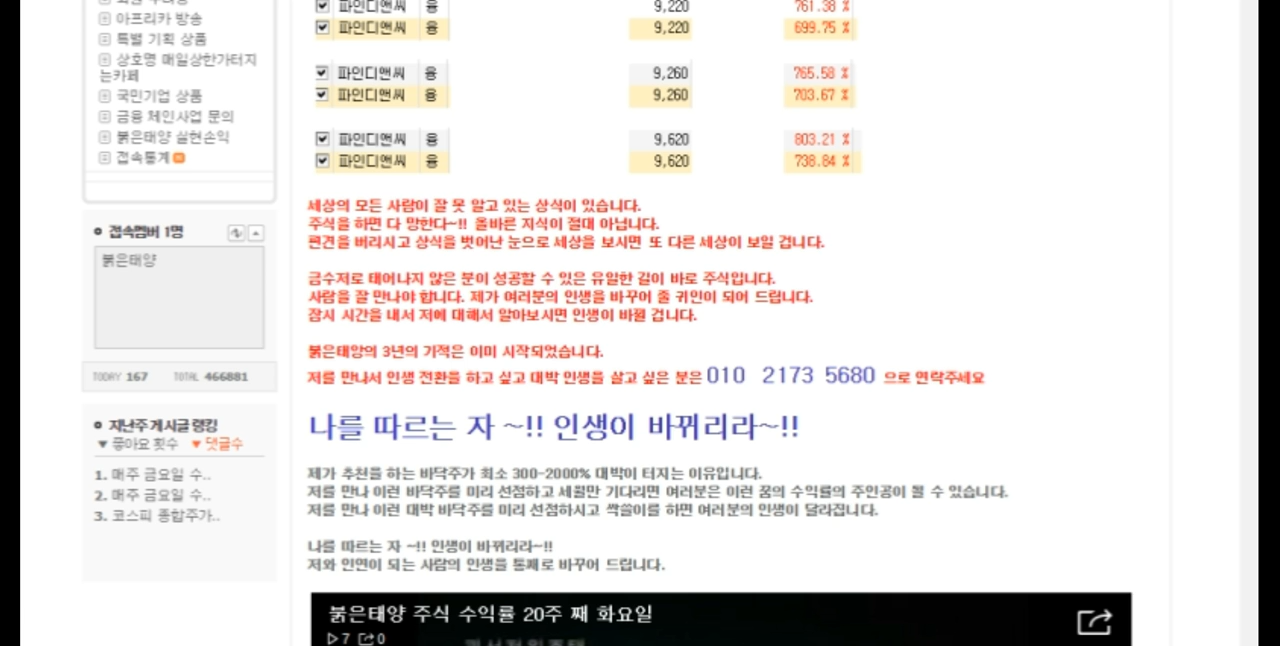 아프리카 방송
특별 기획 상품
상호명 매일상한가터지
는카페
국민기업 상품
금융 체인사업 문의
붉은태양 실현손익
접속통계
접속멤버 1명
붉은태양
TODAY 167 TOTAL 466881
지난주 게시글 랭킹
▼ 좋아요 횟수 ▼ 댓글수
1. 매주 금요일 수..
2. 매주 금요일 수..
3. 코스피 종합주가..
파인디앤씨 융 9,220 761.38 %
파인디앤씨 융 9,220 699.75 %
파인디앤씨 융 9,260 765.58 %
파인디앤씨 융 9,260 703.67 %
파인디앤씨 융 9,620 803.21 %
파인디앤씨 융 9,620 738.84 %
세상의 모든 사람이 잘 못 알고 있는 상식이 있습니다.
주식을 하면 다 망한다~!! 올바른 지식이 절대 아닙니다.
편견을 버리시고 상식을 벗어난 눈으로 세상을 보시면 또 다른 세상이 보일 겁니다.
금수저로 태어나지 않은 분이 성공할 수 있은 유일한 길이 바로 주식입니다.
사람을 잘 만나야 합니다. 제가 여러분의 인생을 바꾸어 줄 귀인이 되어 드립니다.
잠시 시간을 내서 저에 대해서 알아보시면 인생이 바뀔 겁니다.
붉은태양의 3년의 기적은 이미 시작되었습니다.
저를 만나서 인생 전환을 하고 싶고 대박 인생을 살고 싶은 분은 010 2173 5680 으로 연락주세요
나를 따르는 자 ~!! 인생이 바뀌리라~!!
제가 추천을 하는 바닥주가 최소 300-2000% 대박이 터지는 이유입니다.
저를 만나 이런 바닥주를 미리 선점하고 세월만 기다리면 여러분은 이런 꿈의 수익률의 주인공이 될 수 있습니다.
저를 만나 이런 대박 바닥주를 미리 선점하시고 싹쓸이를 하면 여러분의 인생이 달라집니다.
나를 따르는 자 ~!! 인생이 바뀌리라~!!
저와 인연이 되는 사람의 인생을 통째로 바꾸어 드립니다.
붉은태양 주식 수익률 20주 째 화요일
7 0